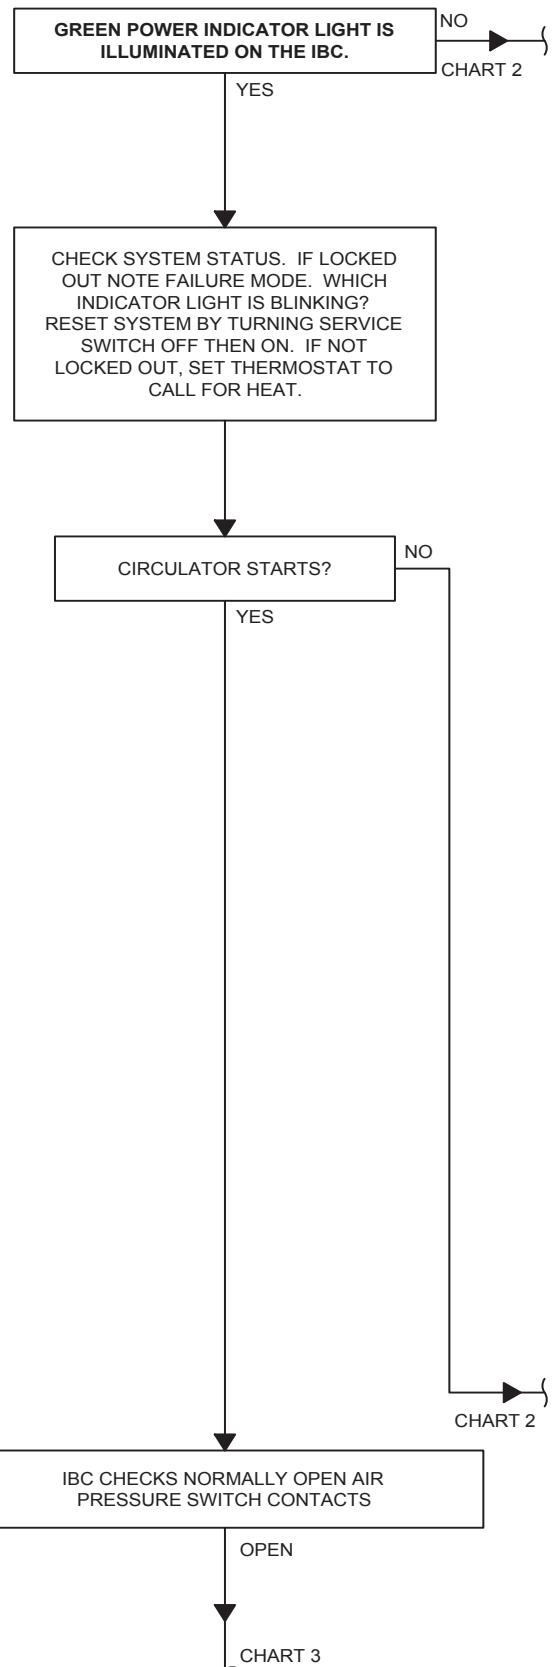 GREEN POWER INDICATOR LIGHT IS
ILLUMINATED ON THE IBC.
NO
CHART 2
YES
CHECK SYSTEM STATUS. IF LOCKED
OUT NOTE FAILURE MODE. WHICH
INDICATOR LIGHT IS BLINKING?
RESET SYSTEM BY TURNING SERVICE
SWITCH OFF THEN ON. IF NOT
LOCKED OUT, SET THERMOSTAT TO
CALL FOR HEAT.
CIRCULATOR STARTS?
NO
YES
CHART 2
IBC CHECKS NORMALLY OPEN AIR
PRESSURE SWITCH CONTACTS
OPEN
CHART 3